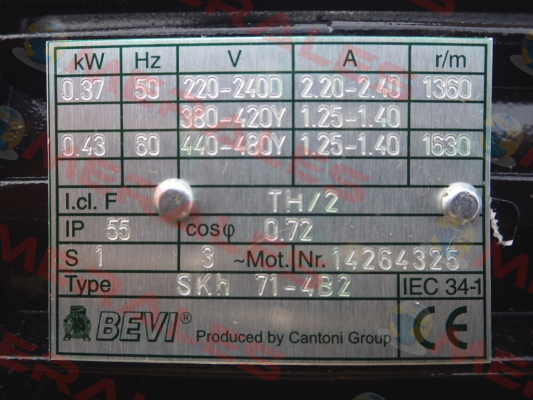 kW Hz V A r/m
0.37 50 220-240D 2.20-2.40 1360
380-420Y 1.25-1.40
0.43 60 440-480Y 1.25-1.40 1630
I.cl. F TH/2
IP 55 cosφ 0.72
S 1 3 ~Mot. Nr. 14264325
Type SKh 71-4B2 IEC 34-1
BEVI® Produced by Cantoni Group CE